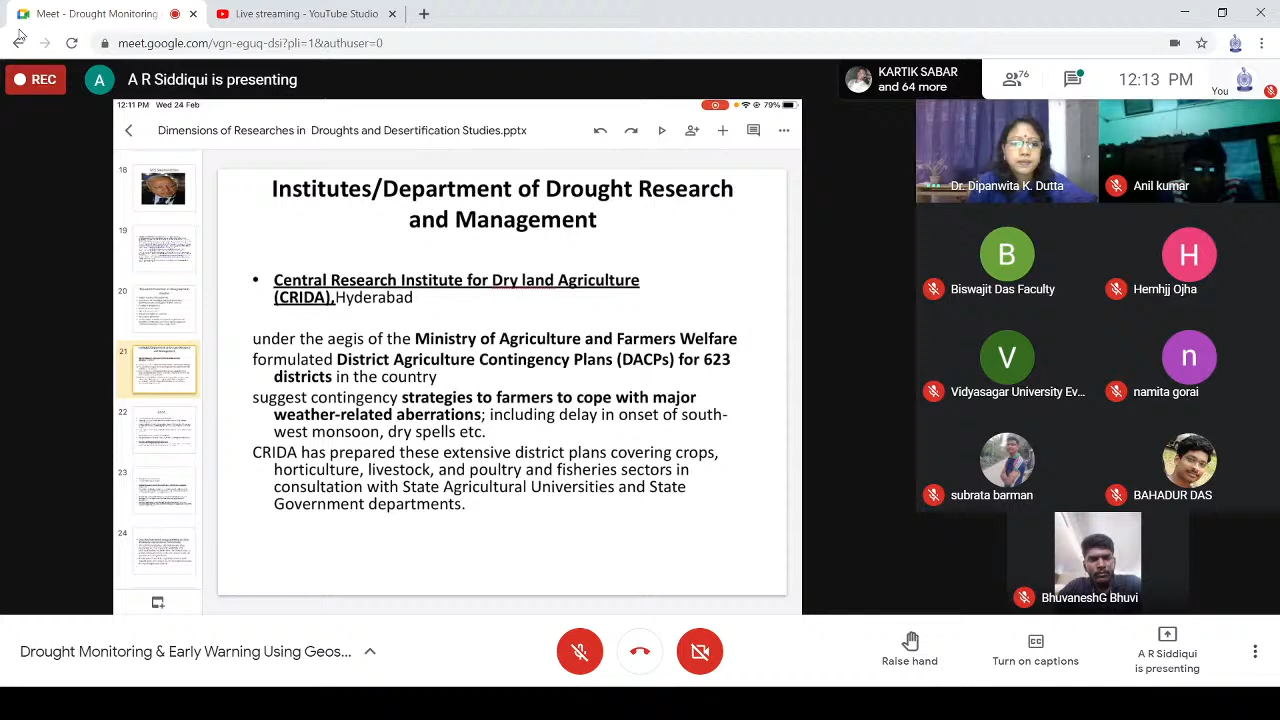 Meet - Drought Monitoring
Live streaming - YouTube Studio
meet.google.com/vgn-eguq-dsi?pli=1&authuser=0
REC
A
A R Siddiqui is presenting
KARTIK SABAR
and 64 more
76
12:13 PM
You
12:11 PM Wed 24 Feb
79%
Dimensions of Researches in Droughts and Desertification Studies.pptx
18
19
20
21
22
23
24
Institutes/Department of Drought Research
and Management
• Central Research Institute for Dry land Agriculture
(CRIDA),Hyderabad
under the aegis of the Ministry of Agriculture and Farmers Welfare
formulated District Agriculture Contingency Plans (DACPs) for 623
districts in the country
suggest contingency strategies to farmers to cope with major
weather-related aberrations; including delay in onset of south-
west monsoon, dry spells etc.
CRIDA has prepared these extensive district plans covering crops,
horticulture, livestock, and poultry and fisheries sectors in
consultation with State Agricultural Universities and State
Government departments.
Dr. Dipanwita K. Dutta
Anil kumar
B
Biswajit Das Faculty
H
Hemhjj Ojha
V
Vidyasagar University Ev...
n
namita gorai
subrata barman
BAHADUR DAS
BhuvaneshG Bhuvi
Drought Monitoring & Early Warning Using Geos...
Raise hand
Turn on captions
A R Siddiqui
is presenting